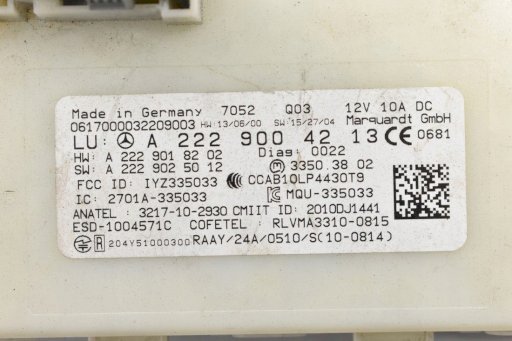 Made in Germany 7052 Q03 12V 10A DC
0617000032209003 HW:13/06/00 SW:15/27/04 Marquardt GmbH
LU: A 222 900 42 13 CE 0681
HW: A 222 901 82 02 Diag: 0022
SW: A 222 902 50 12 3350 38 02
FCC ID: IYZ335033 CCAB10LP4430T9
IC: 2701A-335033 MQU-335033
ANATEL : 3217-10-2930 CMIIT ID: 2010DJ1441
ESD-1004571C COFETEL : RLVMA3310-0815
R 204Y51000300 RAAY/24A/0510/S(10-0814)